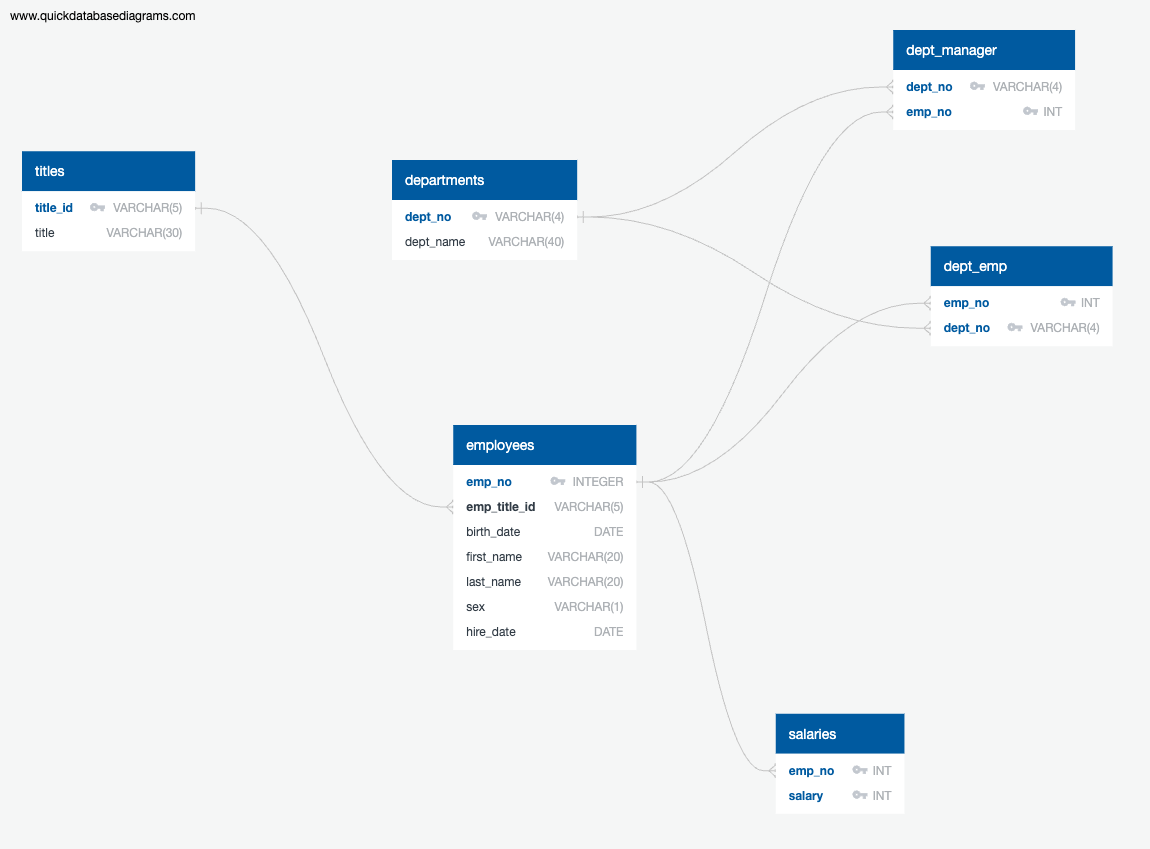 www.quickdatabasediagrams.com
dept_manager
dept_no VARCHAR(4)
emp_no INT
titles
title_id VARCHAR(5)
title VARCHAR(30)
departments
dept_no VARCHAR(4)
dept_name VARCHAR(40)
dept_emp
emp_no INT
dept_no VARCHAR(4)
employees
emp_no INTEGER
emp_title_id VARCHAR(5)
birth_date DATE
first_name VARCHAR(20)
last_name VARCHAR(20)
sex VARCHAR(1)
hire_date DATE
salaries
emp_no INT
salary INT